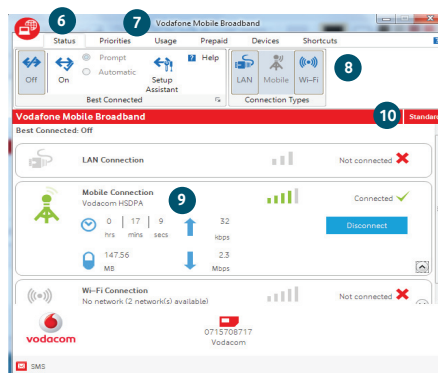 6 7 Vodafone Mobile Broadband
Status Priorities Usage Prepaid Devices Shortcuts
Off On Prompt Automatic Setup Assistant ? Help LAN Mobile Wi-Fi 8
Best Connected Connection Types
Vodafone Mobile Broadband 10 Standard
Best Connected: Off
LAN Connection Not connected
Mobile Connection 9 Connected
Vodacom HSDPA
0 17 9 32 Disconnect
hrs mins secs kbps
147.56 2.3
MB Mbps
Wi-Fi Connection Not connected
No network (2 network(s) available)
vodacom 0715708717
Vodacom
SMS